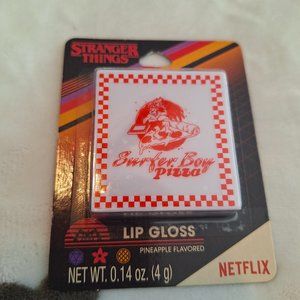 STRANGER
THINGS
Surfer Boy
Pizza
LIP GLOSS
PINEAPPLE FLAVORED
NET WT. 0.14 oz. (4 g)
NETFLIX